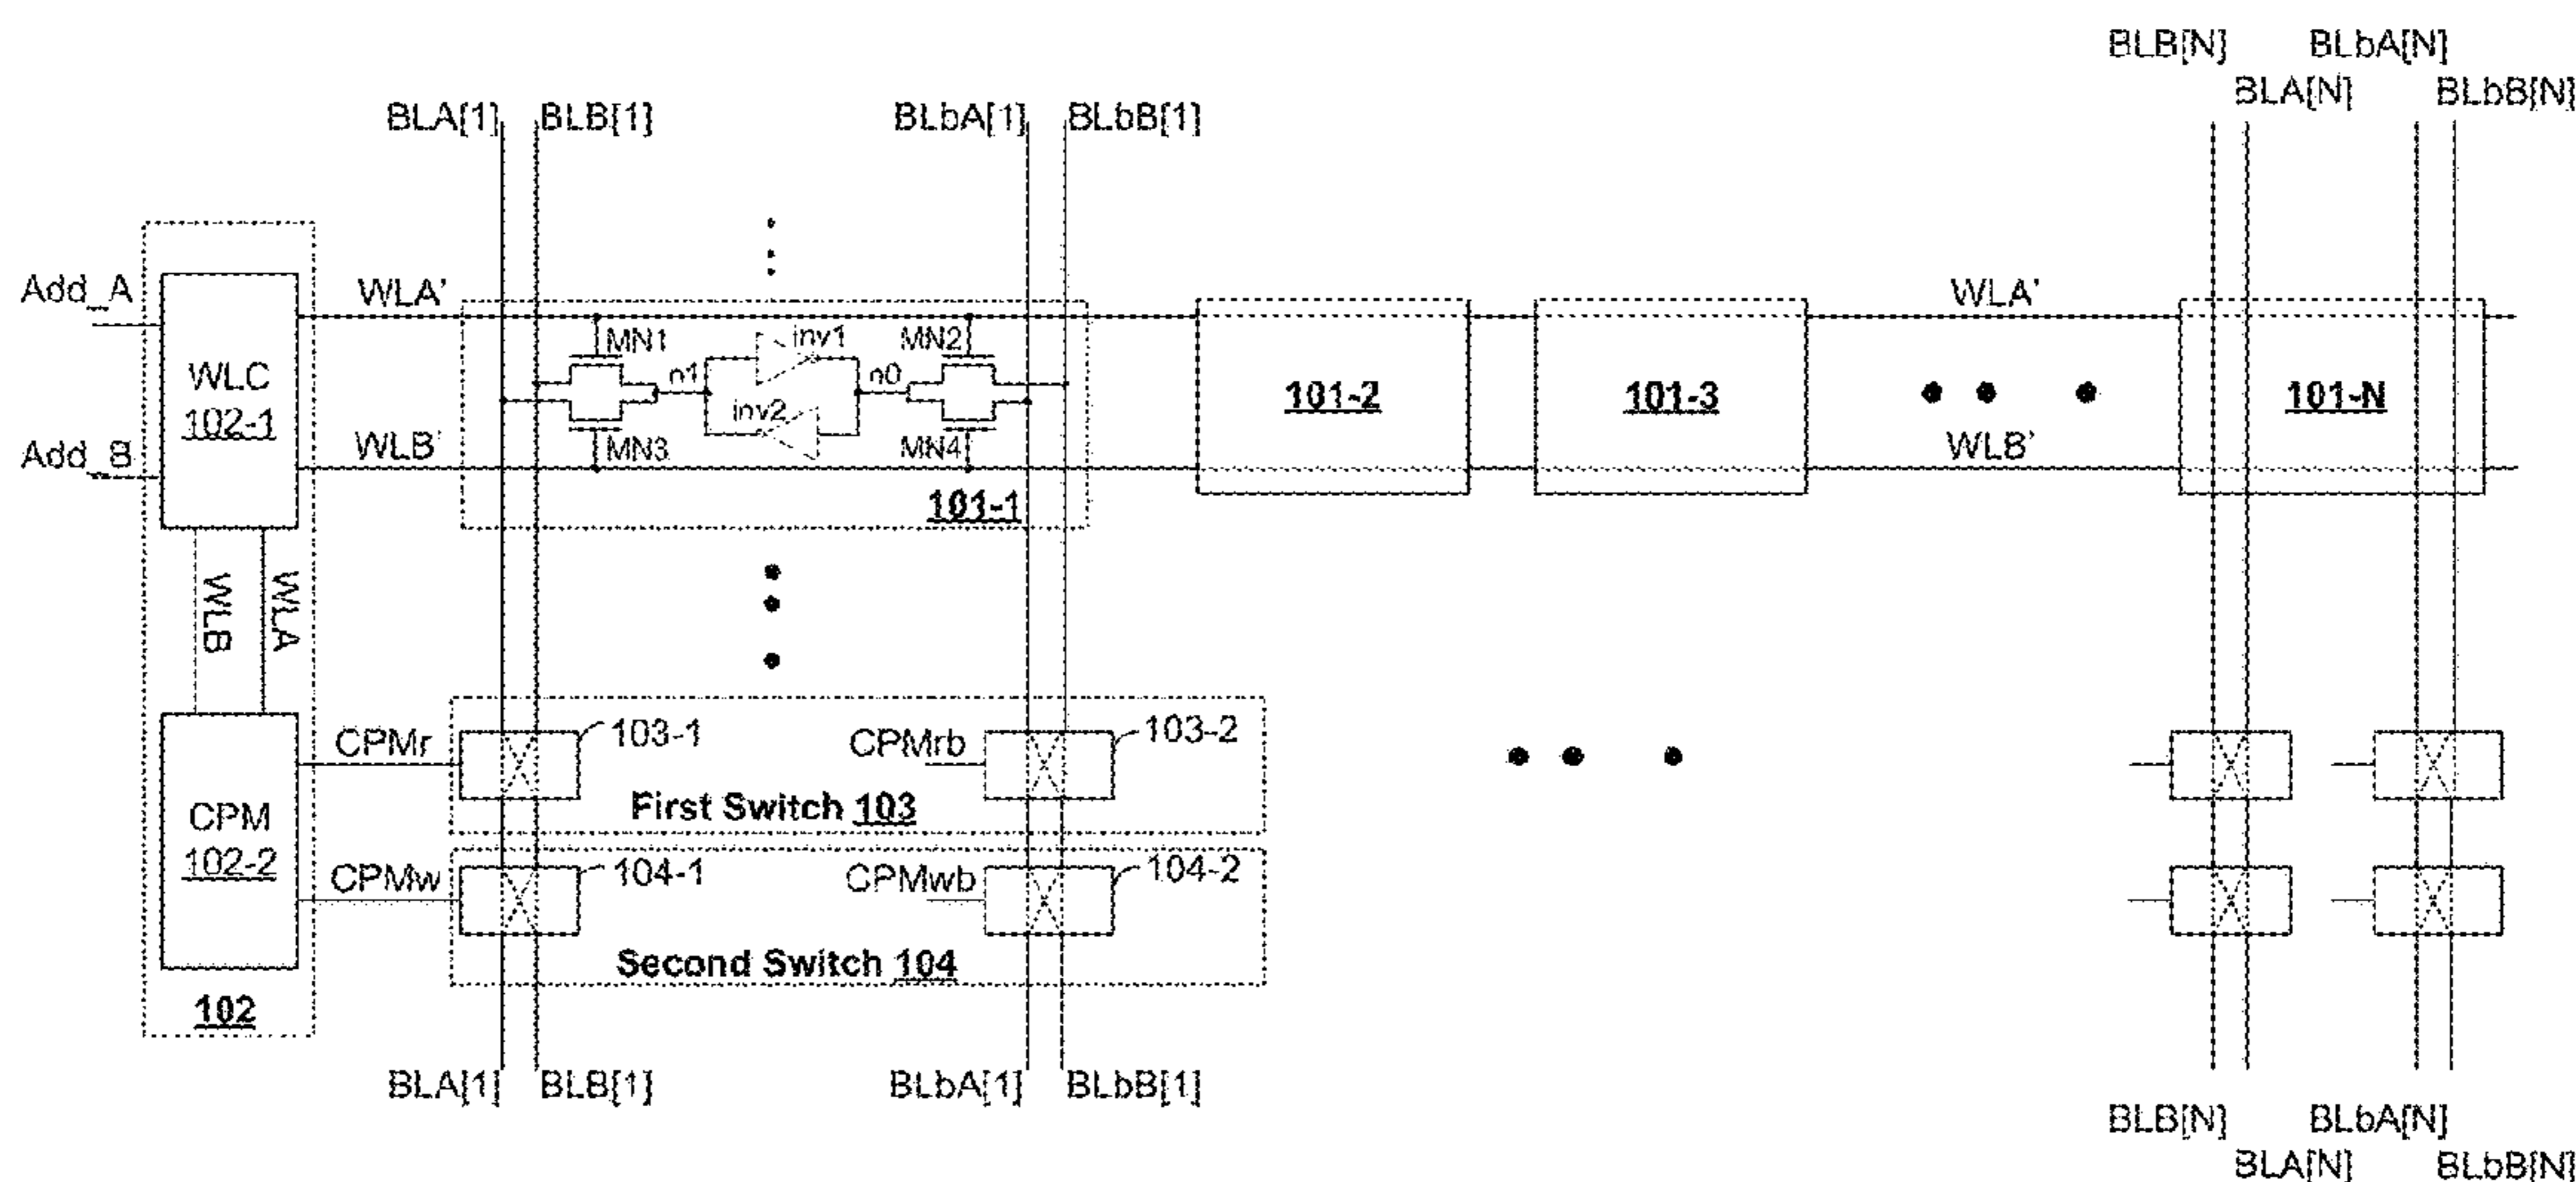 BLB[N] BLbA[N]
BLA[N] BLbB[N]
BLA[1] BLB[1] BLbA[1] BLbB[1]
Add_A
WLA' WLA'
MN1 inv1 MN2
WLC
102-1
n1 n0
101-2 101-3 101-N
inv2
Add_B WLB' MN3 MN4 WLB'
101-1
WLB WLA
CPMr 103-1 CPMrb 103-2
First Switch 103
CPM
102-2
CPMw 104-1 CPMwb 104-2
Second Switch 104
102
BLA[1] BLB[1] BLbA[1] BLbB[1]
BLB[N] BLbA[N]
BLA[N] BLbB[N]